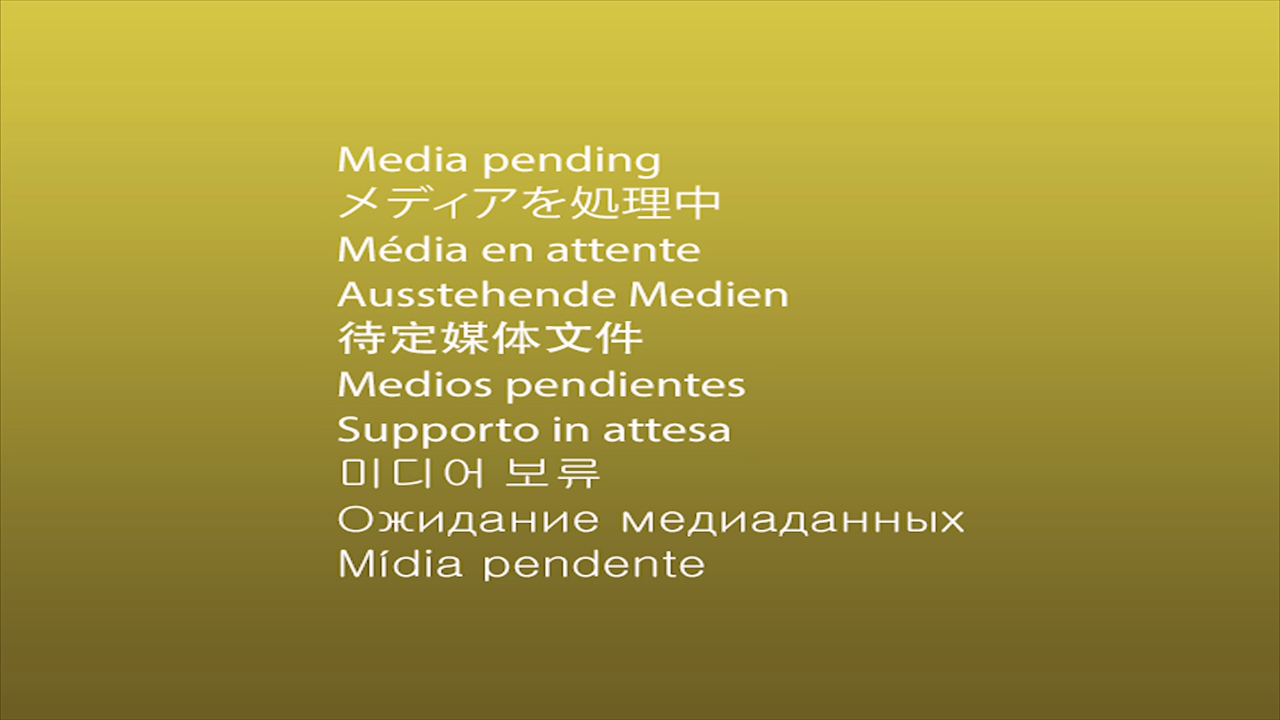 Media pending
メディアを処理中
Média en attente
Ausstehende Medien
待定媒体文件
Medios pendientes
Supporto in attesa
미디어 보류
Ожидание медиаданных
Mídia pendente